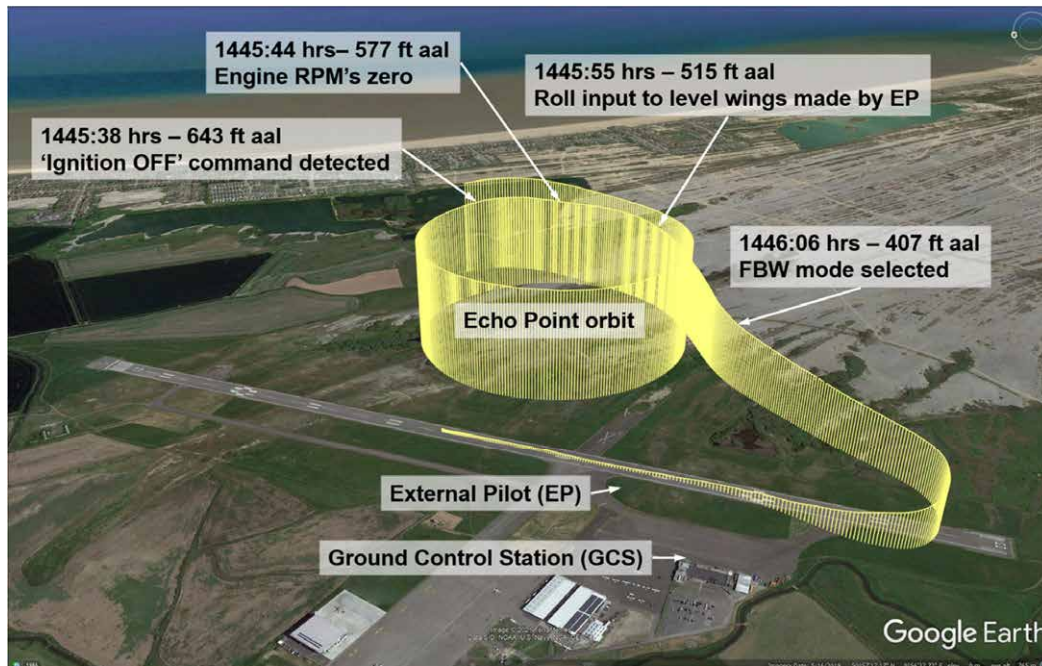 1445:44 hrs– 577 ft aal
Engine RPM's zero
1445:55 hrs – 515 ft aal
Roll input to level wings made by EP
1445:38 hrs – 643 ft aal
‘Ignition OFF’ command detected
1446:06 hrs – 407 ft aal
FBW mode selected
Echo Point orbit
External Pilot (EP)
Ground Control Station (GCS)
Google Earth